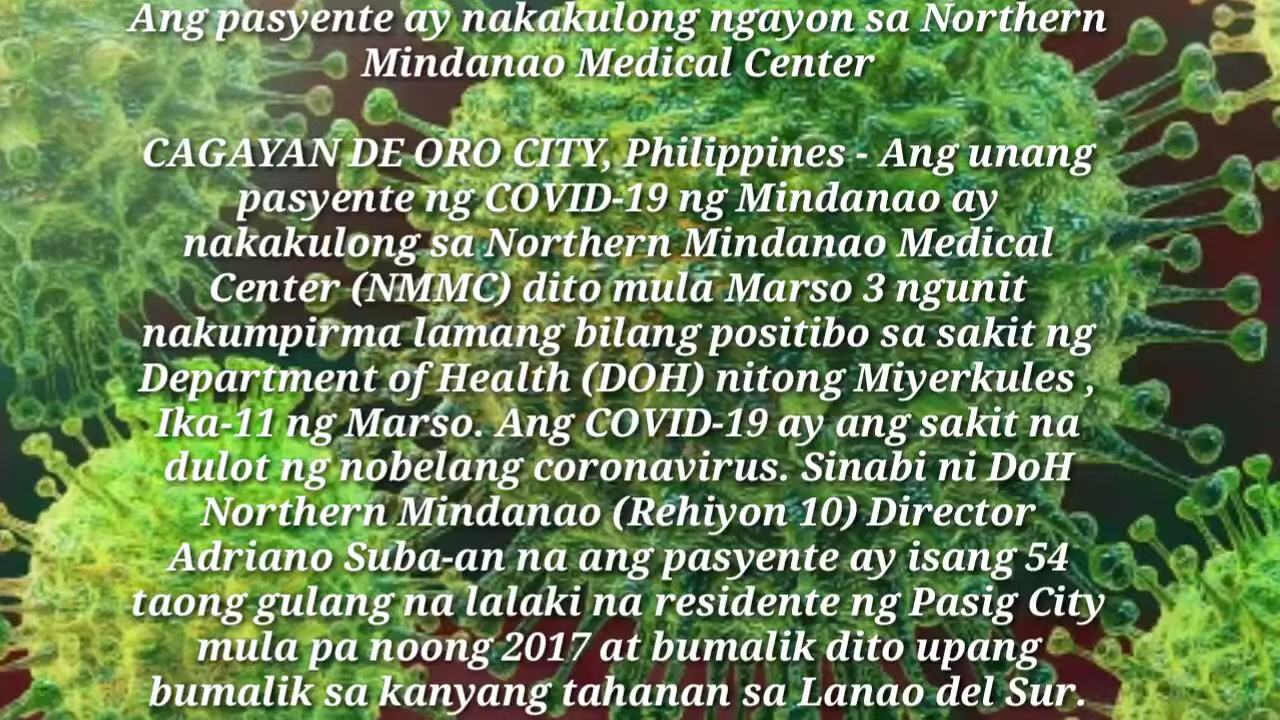 Ang pasyente ay nakakulong ngayon sa Northern
Mindanao Medical Center
CAGAYAN DE ORO CITY, Philippines - Ang unang
pasyente ng COVID-19 ng Mindanao ay
nakakulong sa Northern Mindanao Medical
Center (NMMC) dito mula Marso 3 ngunit
nakumpirma lamang bilang positibo sa sakit ng
Department of Health (DOH) nitong Miyerkules ,
Ika-11 ng Marso. Ang COVID-19 ay ang sakit na
dulot ng nobelang coronavirus. Sinabi ni DoH
Northern Mindanao (Rehiyon 10) Director
Adriano Suba-an na ang pasyente ay isang 54
taong gulang na lalaki na residente ng Pasig City
mula pa noong 2017 at bumalik dito upang
bumalik sa kanyang tahanan sa Lanao del Sur.